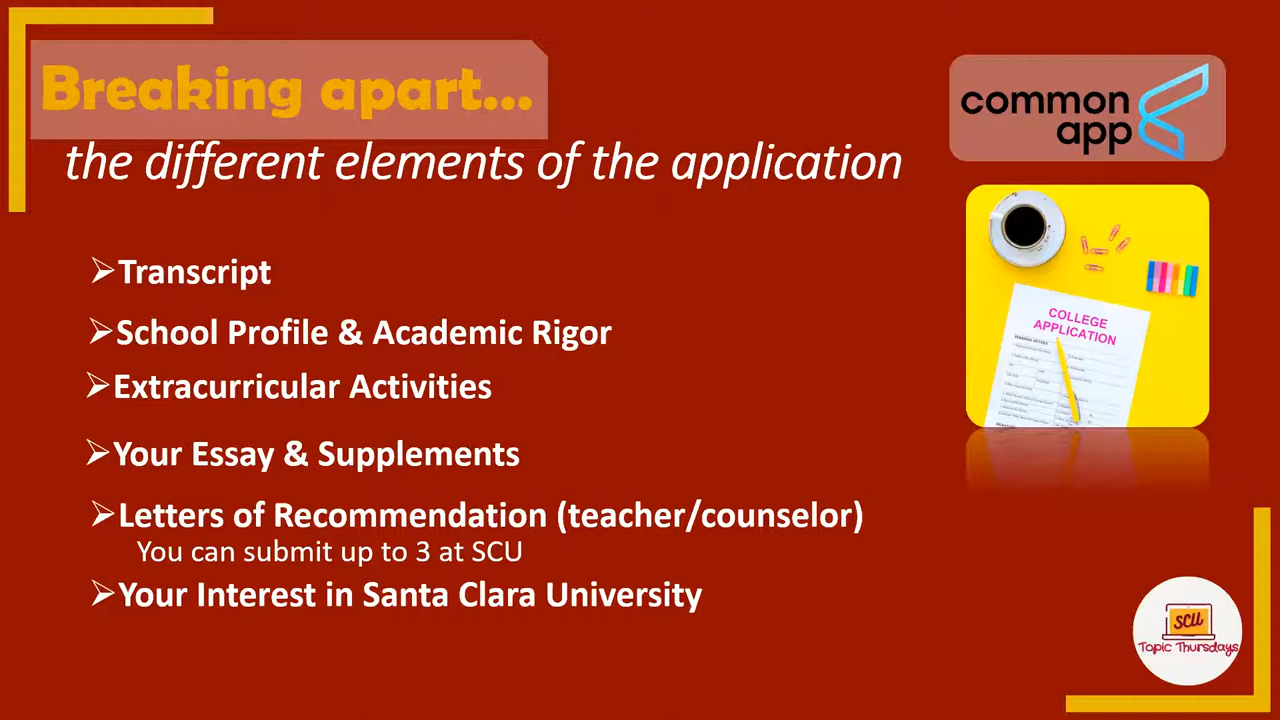 Breaking apart...
the different elements of the application
common
app
➢Transcript
➢School Profile & Academic Rigor
➢Extracurricular Activities
➢Your Essay & Supplements
➢Letters of Recommendation (teacher/counselor)
You can submit up to 3 at SCU
➢Your Interest in Santa Clara University
COLLEGE
APPLICATION
SCU
Topic Thursdays